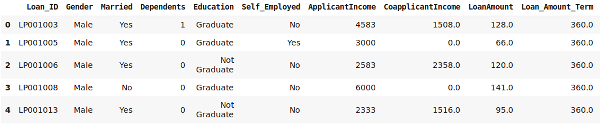 Loan_ID Gender Married Dependents Education Self_Employed ApplicantIncome CoapplicantIncome LoanAmount Loan_Amount_Term
0 LP001003 Male Yes 1 Graduate No 4583 1508.0 128.0 360.0
1 LP001005 Male Yes 0 Graduate Yes 3000 0.0 66.0 360.0
2 LP001006 Male Yes 0 Not Graduate No 2583 2358.0 120.0 360.0
3 LP001008 Male No 0 Graduate No 6000 0.0 141.0 360.0
4 LP001013 Male Yes 0 Not Graduate No 2333 1516.0 95.0 360.0